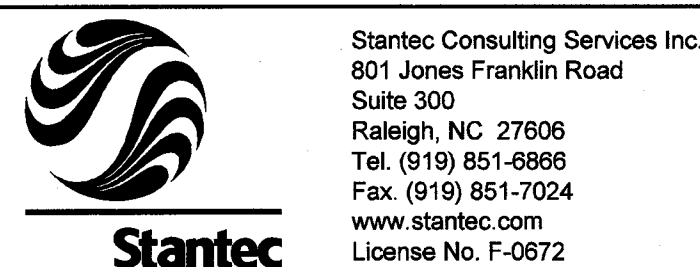 Stantec Consulting Services Inc.
801 Jones Franklin Road
Suite 300
Raleigh, NC 27606
Tel. (919) 851-6866
Fax. (919) 851-7024
www.stantec.com
License No. F-0672
Stantec